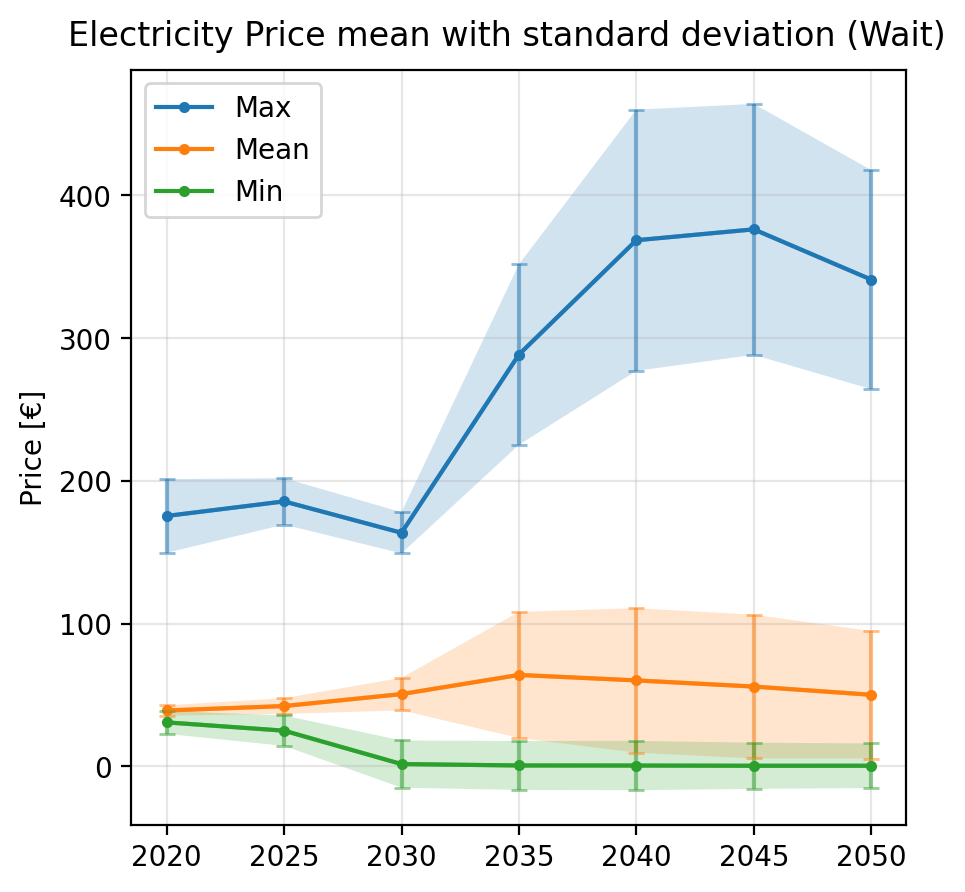 Electricity Price mean with standard deviation (Wait)
Max
Mean
Min
400
300
200
100
0
Price [€]
2020 2025 2030 2035 2040 2045 2050